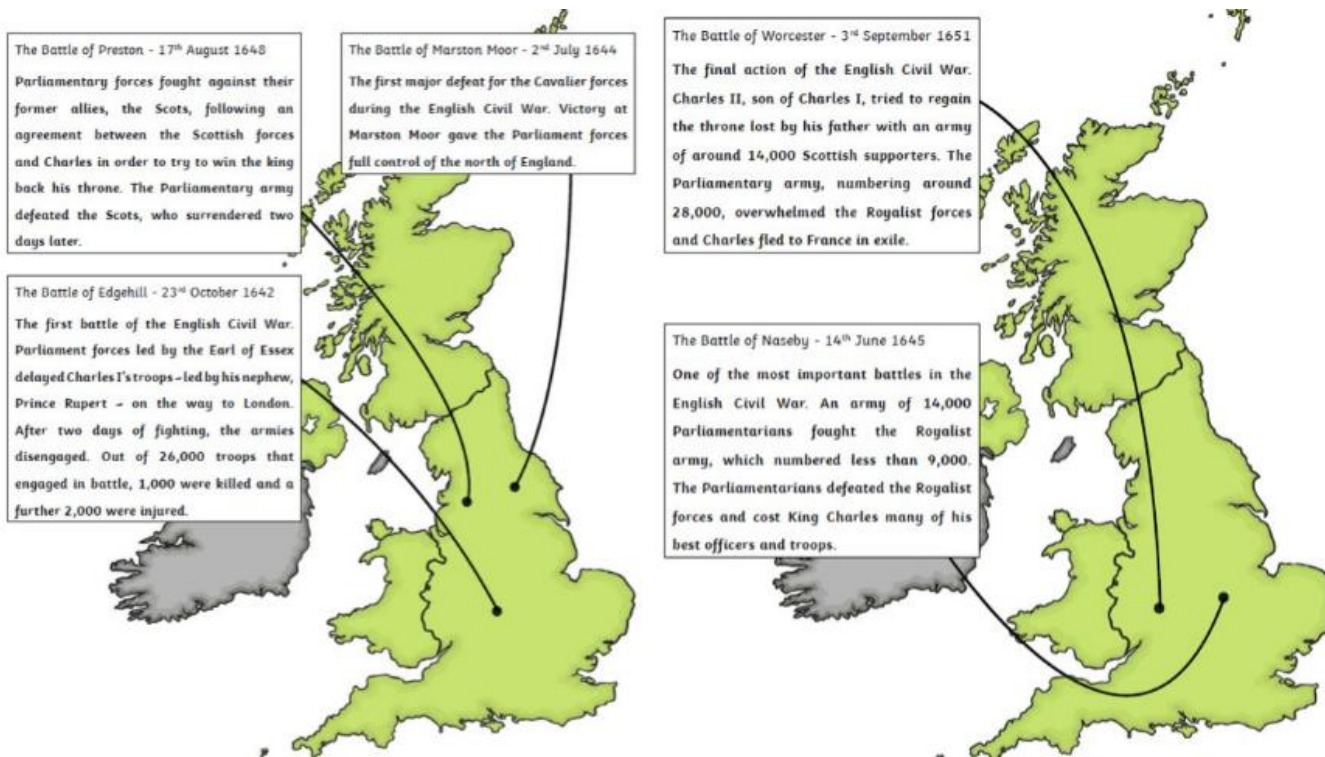 The Battle of Preston - 17th August 1648
Parliamentary forces fought against their
former allies, the Scots, following an
agreement between the Scottish forces
and Charles in order to try to win the king
back his throne. The Parliamentary army
defeated the Scots, who surrendered two
days later.
The Battle of Marston Moor - 2nd July 1644
The first major defeat for the Cavalier forces
during the English Civil War. Victory at
Marston Moor gave the Parliament forces
full control of the north of England.
The Battle of Edgehill - 23rd October 1642
The first battle of the English Civil War.
Parliament forces led by the Earl of Essex
delayed Charles I's troops - led by his nephew,
Prince Rupert - on the way to London.
After two days of fighting, the armies
disengaged. Out of 26,000 troops that
engaged in battle, 1,000 were killed and a
further 2,000 were injured.
The Battle of Worcester - 3rd September 1651
The final action of the English Civil War.
Charles II, son of Charles I, tried to regain
the throne lost by his father with an army
of around 14,000 Scottish supporters. The
Parliamentary army, numbering around
28,000, overwhelmed the Royalist forces
and Charles fled to France in exile.
The Battle of Naseby - 14th June 1645
One of the most important battles in the
English Civil War. An army of 14,000
Parliamentarians fought the Royalist
army, which numbered less than 9,000.
The Parliamentarians defeated the Royalist
forces and cost King Charles many of his
best officers and troops.